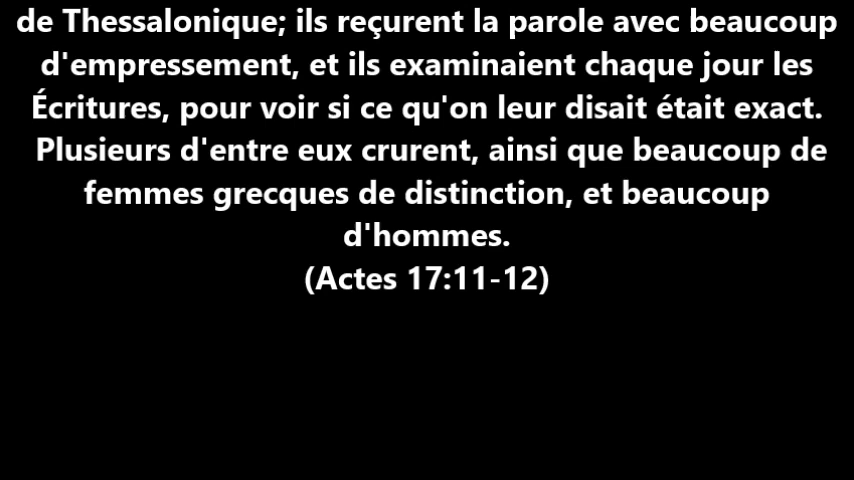 de Thessalonique; ils reçurent la parole avec beaucoup
d'empressement, et ils examinaient chaque jour les
Écritures, pour voir si ce qu'on leur disait était exact.
Plusieurs d'entre eux crurent, ainsi que beaucoup de
femmes grecques de distinction, et beaucoup
d'hommes.
(Actes 17:11-12)